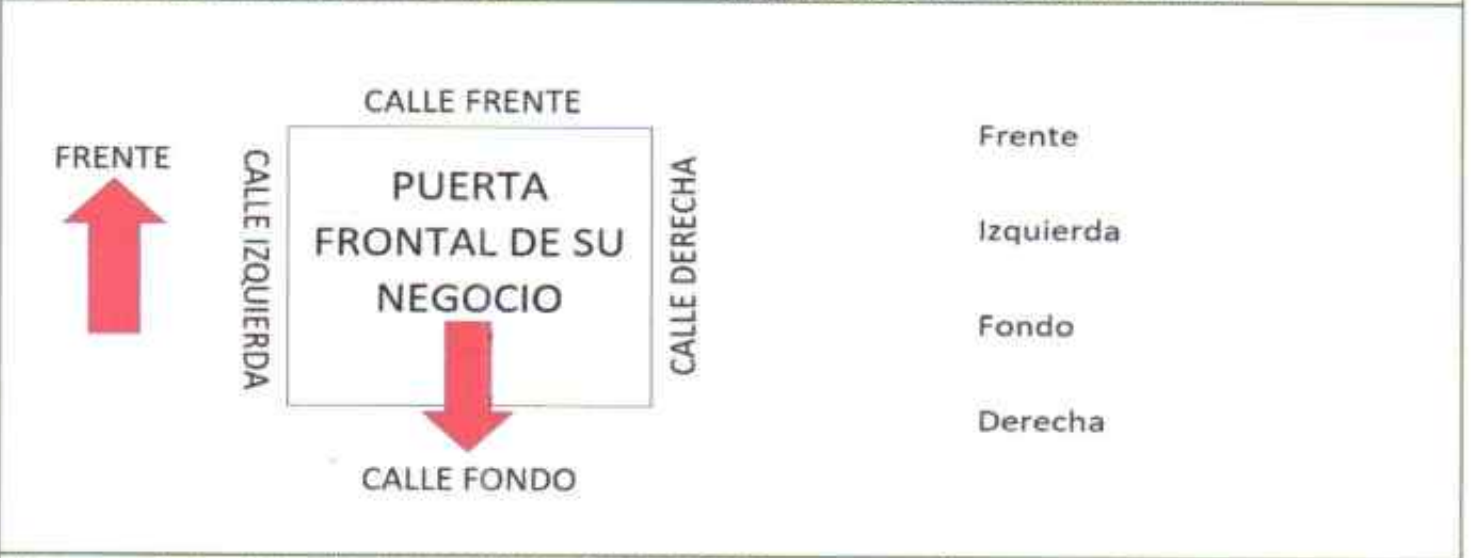 CALLE FRENTE
FRENTE
CALLE IZQUIERDA
PUERTA
FRONTAL DE SU
NEGOCIO
CALLE DERECHA
CALLE FONDO
Frente
Izquierda
Fondo
Derecha